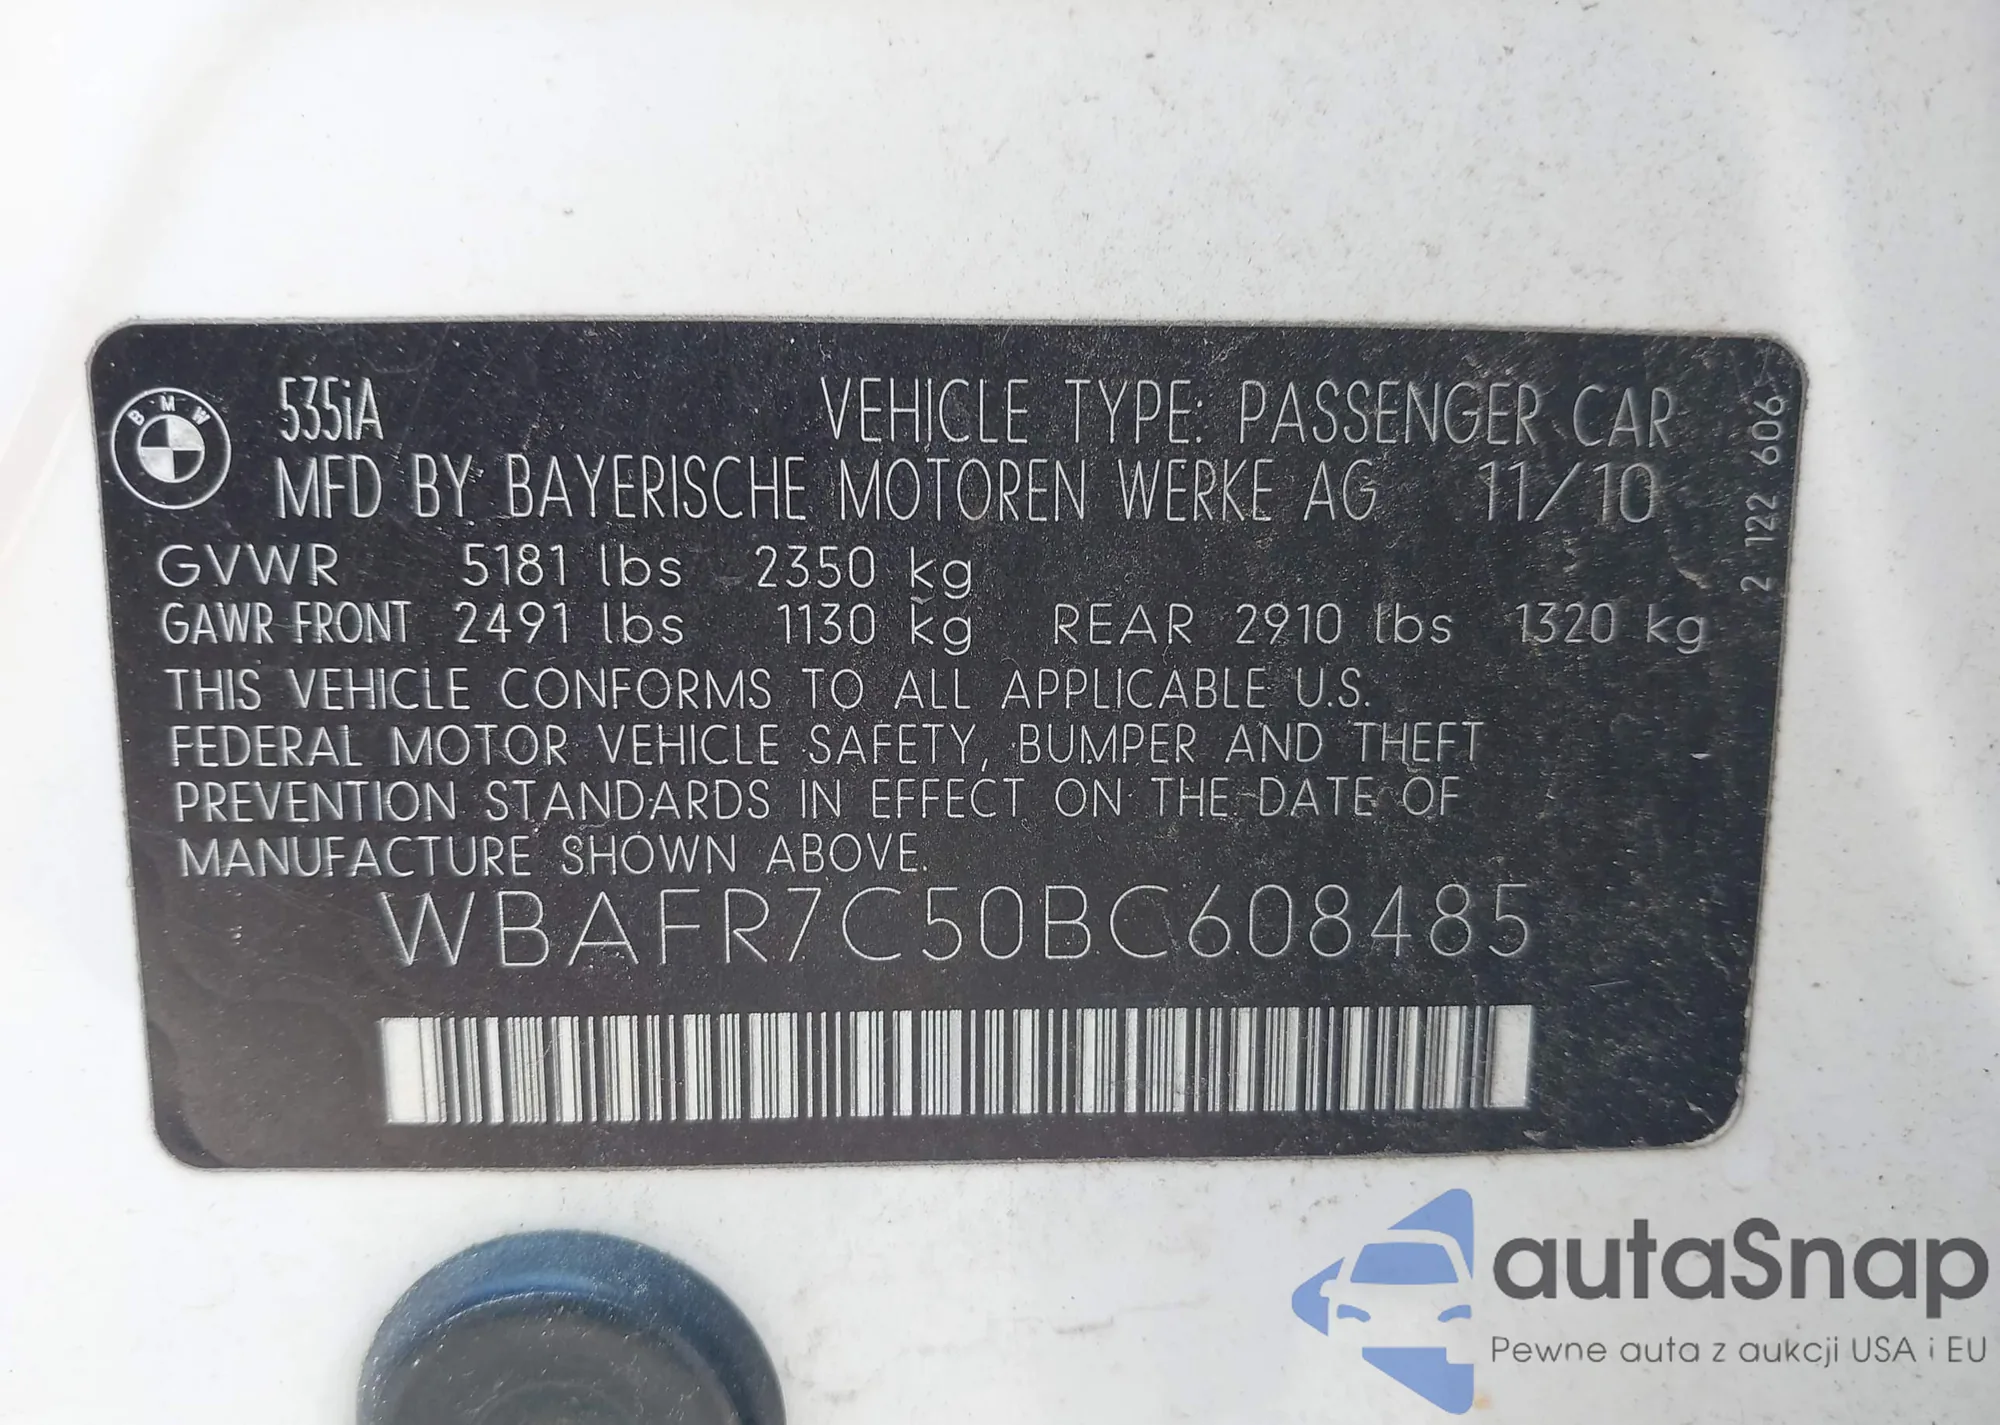 BMW
535iA VEHICLE TYPE: PASSENGER CAR
MFD BY BAYERISCHE MOTOREN WERKE AG 11/10
GVWR 5181 lbs 2350 kg
GAWR FRONT 2491 lbs 1130 kg REAR 2910 lbs 1320 kg
THIS VEHICLE CONFORMS TO ALL APPLICABLE U.S.
FEDERAL MOTOR VEHICLE SAFETY, BUMPER AND THEFT
PREVENTION STANDARDS IN EFFECT ON THE DATE OF
MANUFACTURE SHOWN ABOVE.
WBAFR7C50BC608485
2 122 606
autaSnap
Pewne auta z aukcji USA i EU